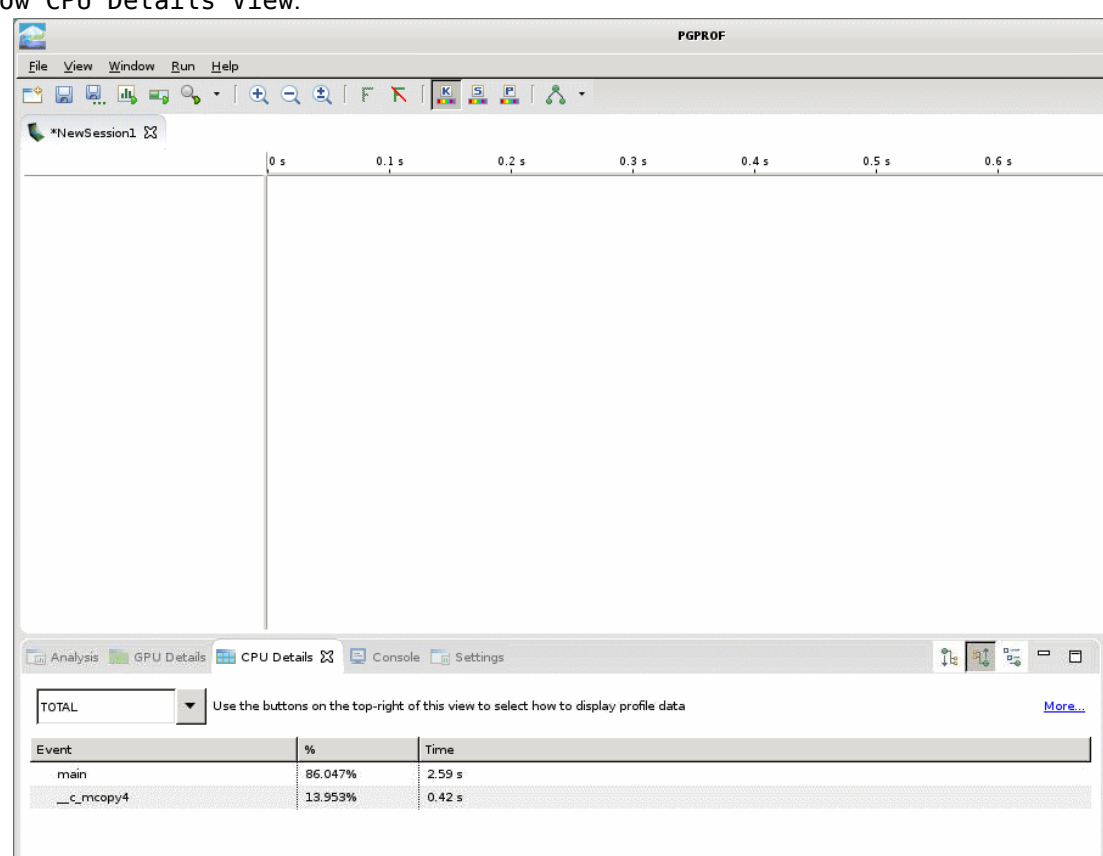 ow CPU Details View.
PGPROF
File View Window Run Help
F F K S P
*NewSession1
0 s 0.1 s 0.2 s 0.3 s 0.4 s 0.5 s 0.6 s
Analysis GPU Details CPU Details Console Settings
TOTAL Use the buttons on the top-right of this view to select how to display profile data More...
Event % Time
main 86.047% 2.59 s
__c_mcopy4 13.953% 0.42 s